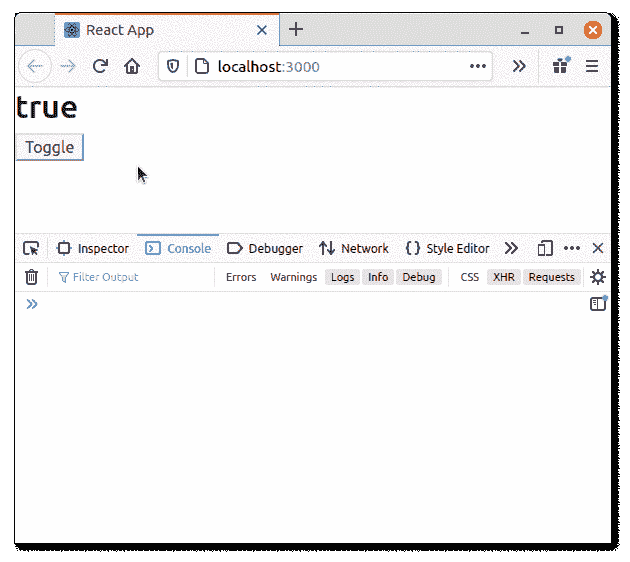 React App
localhost:3000
true
Toggle
Inspector Console Debugger Network Style Editor
Filter Output Errors Warnings Logs Info Debug CSS XHR Requests